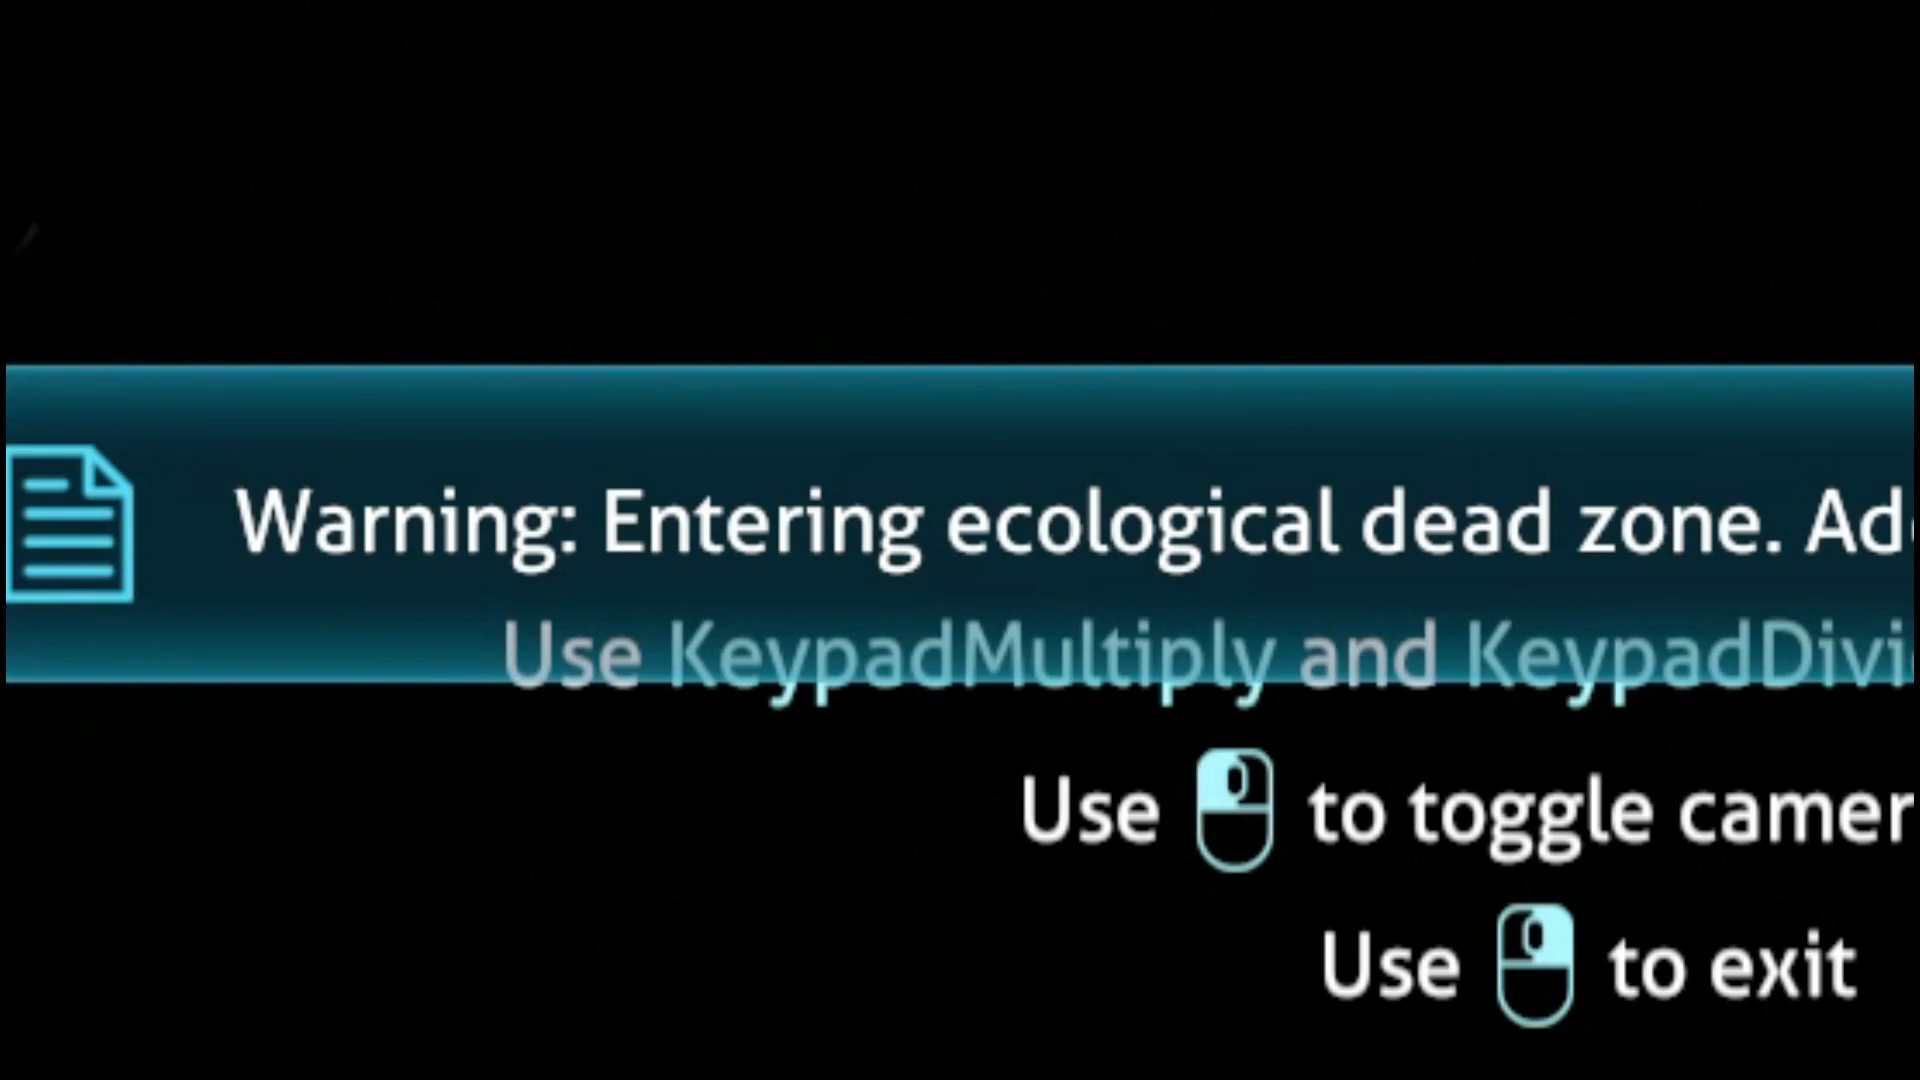 Warning: Entering ecological dead zone.
Use KeypadMultiply and
Use to toggle
Use to exit